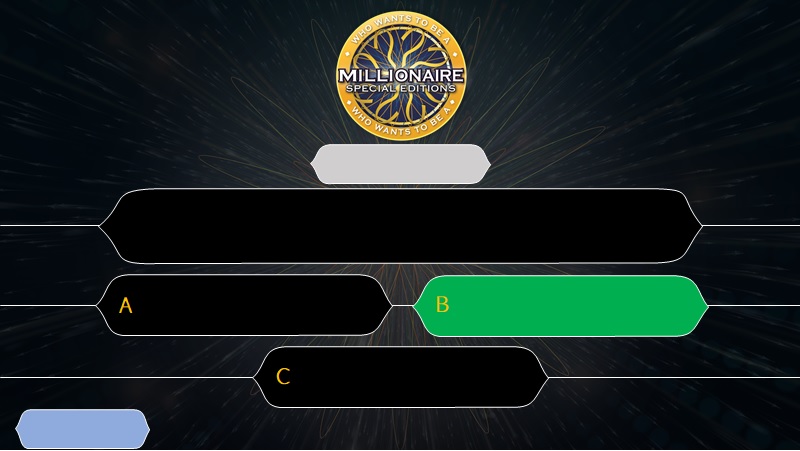 WHO WANTS TO BE A
MILLIONAIRE
SPECIAL EDITIONS
WHO WANTS TO BE A
A
B
C